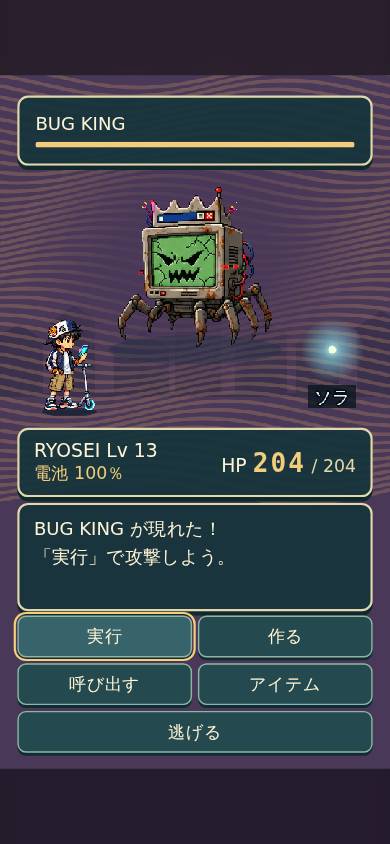 BUG KING
ソラ
RYOSEI Lv 13
電池 100%
HP 204 / 204
BUG KING が現れた！
「実行」で攻撃しよう。
実行
作る
呼び出す
アイテム
逃げる